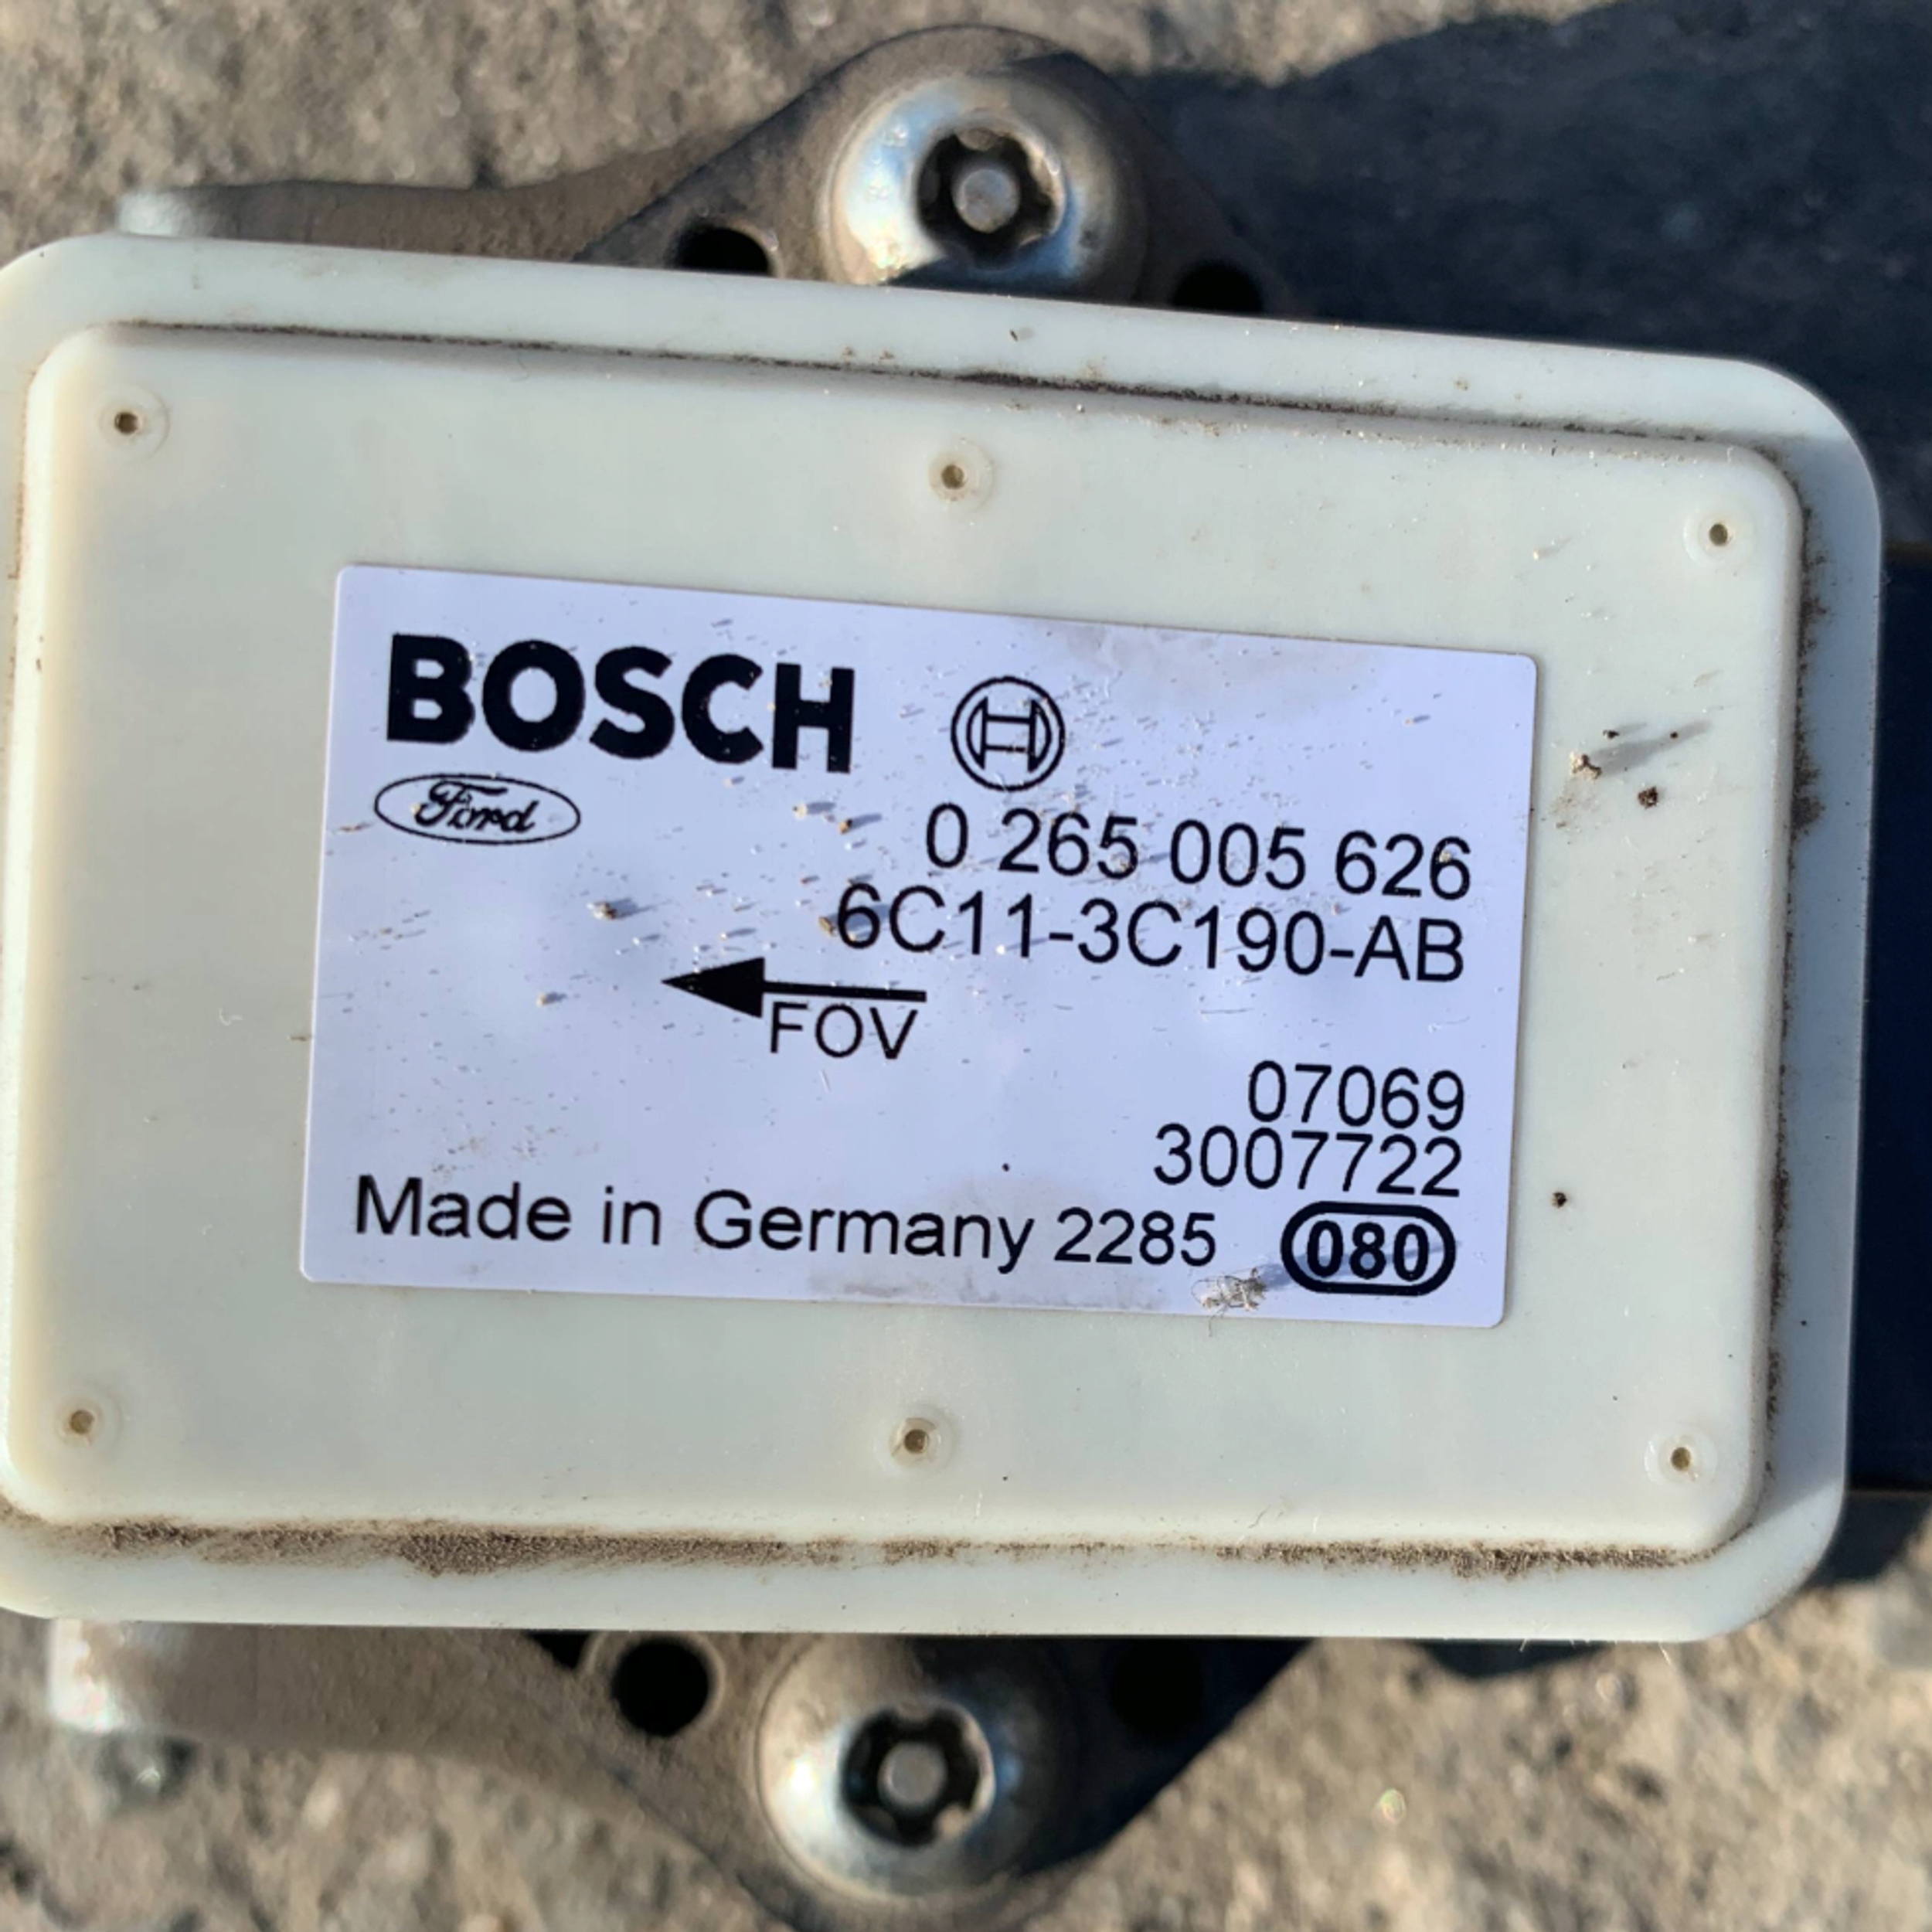 BOSCH
Ford
0 265 005 626
6C11-3C190-AB
FOV
07069
3007722
Made in Germany 2285 080